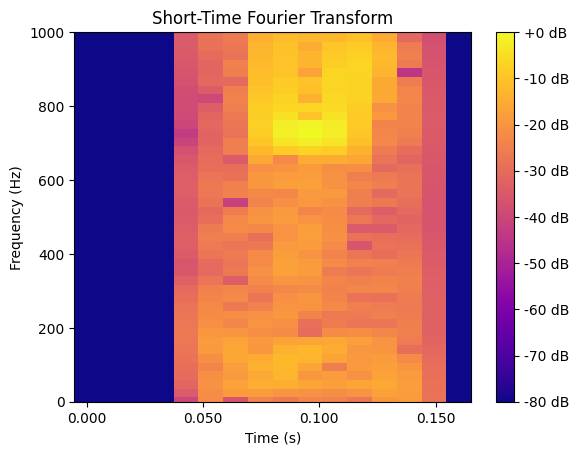 Short-Time Fourier Transform
1000
800
600
400
200
0
Frequency (Hz)
0.000
0.050
0.100
0.150
Time (s)
+0 dB
-10 dB
-20 dB
-30 dB
-40 dB
-50 dB
-60 dB
-70 dB
-80 dB